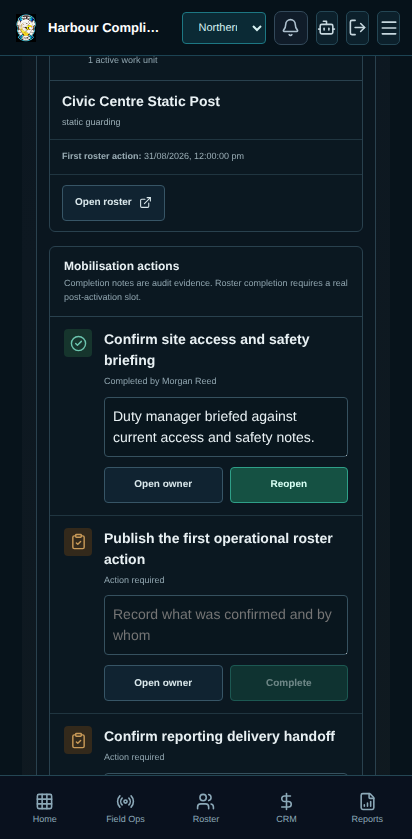 Harbour Compli...
Northern
1 active work unit
Civic Centre Static Post
static guarding
First roster action: 31/08/2026, 12:00:00 pm
Open roster
Mobilisation actions
Completion notes are audit evidence. Roster completion requires a real
post-activation slot.
Confirm site access and safety
briefing
Completed by Morgan Reed
Duty manager briefed against
current access and safety notes.
Open owner
Reopen
Publish the first operational roster
action
Action required
Record what was confirmed and by
whom
Open owner
Complete
Confirm reporting delivery handoff
Action required
Home
Field Ops
Roster
CRM
Reports